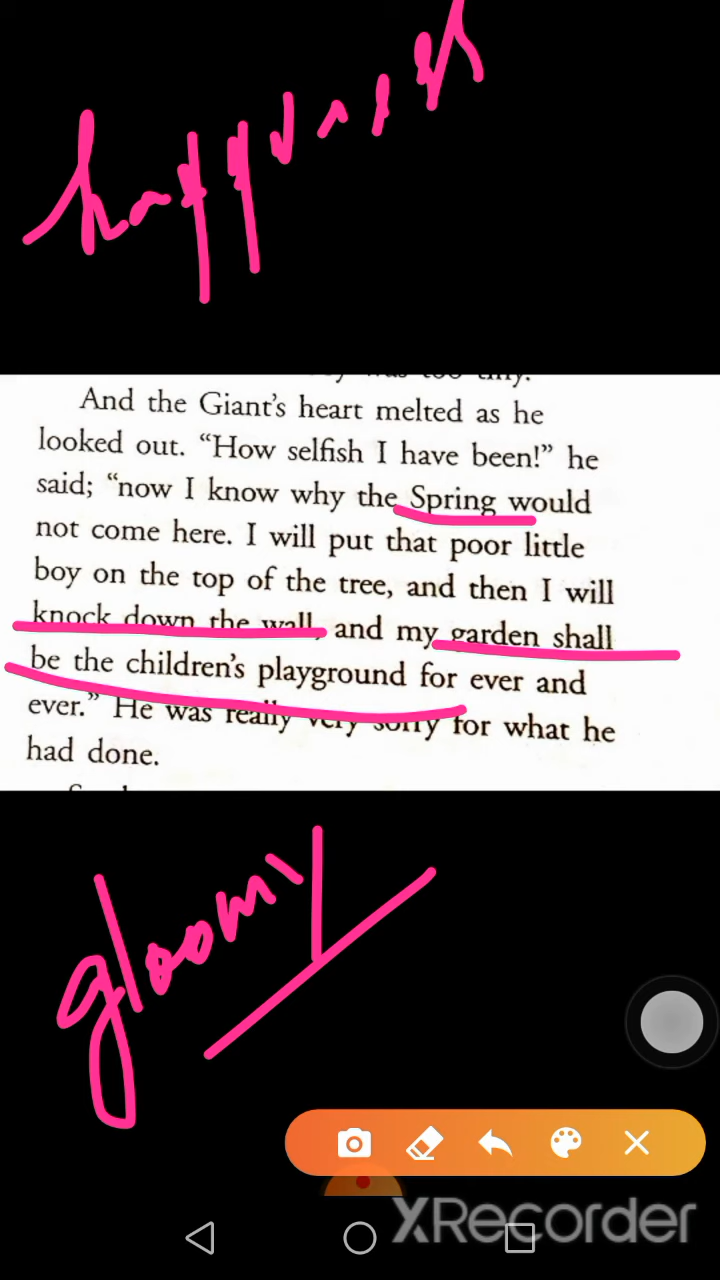 happiness
And the Giant's heart melted as he
looked out. "How selfish I have been!" he
said; "now I know why the Spring would
not come here. I will put that poor little
boy on the top of the tree, and then I will
knock down the wall, and my garden shall
be the children's playground for ever and
ever." He was really very sorry for what he
had done.
gloomy
XRecorder